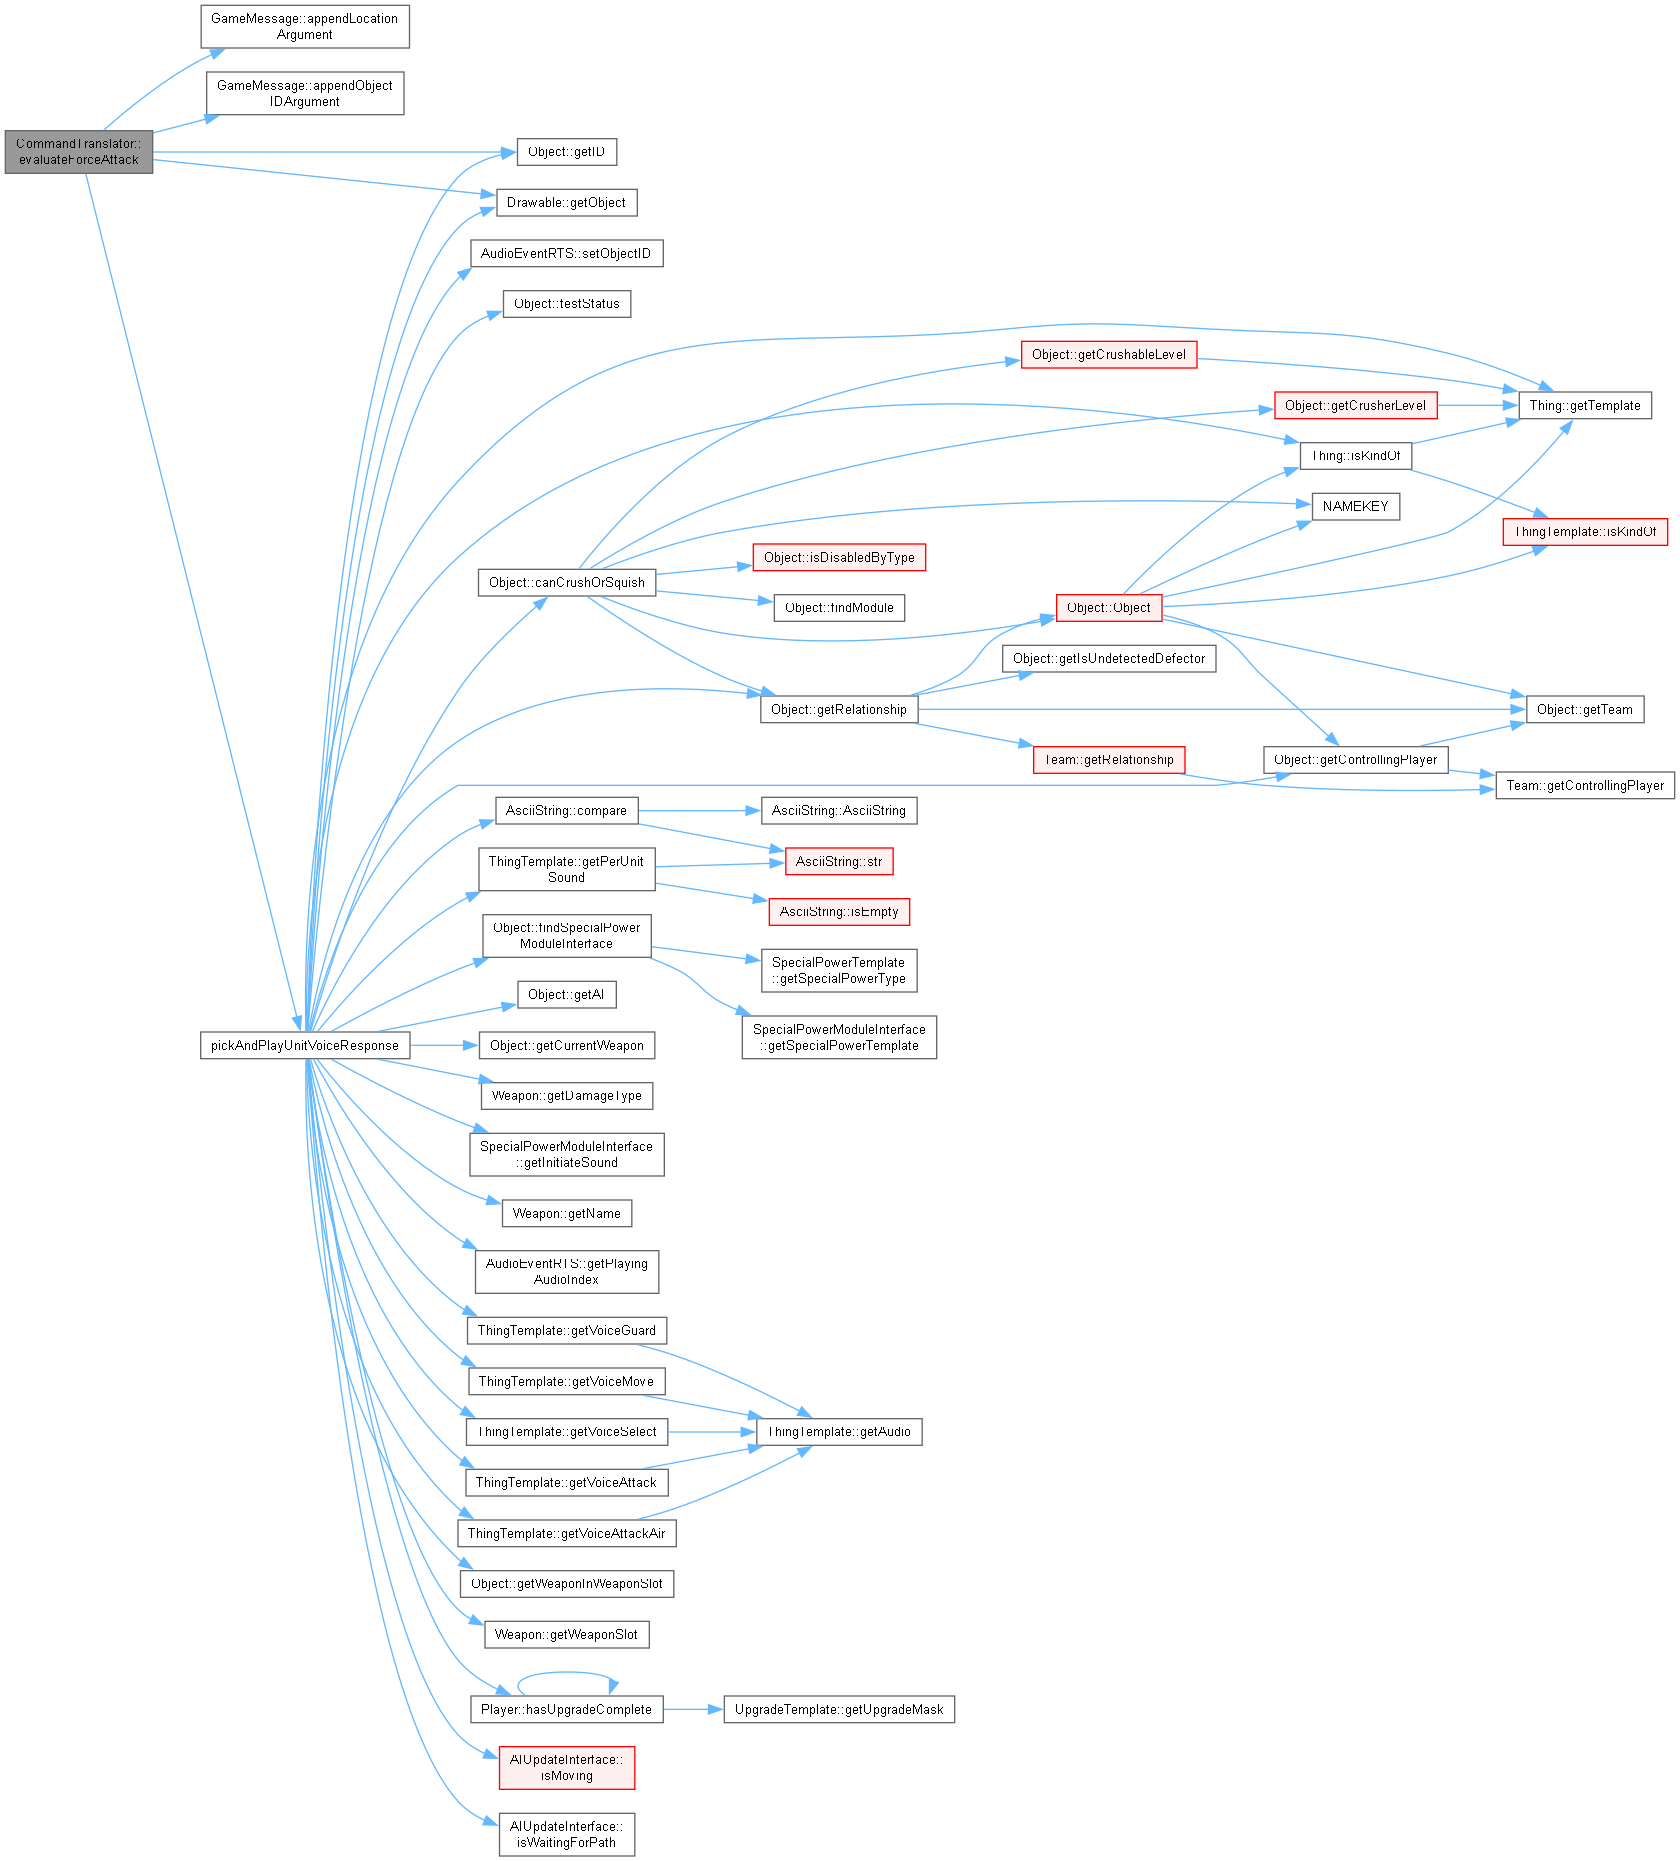 GameMessage::appendLocation
Argument
GameMessage::appendObject
IDArgument
CommandTranslator::
evaluateForceAttack
Object::getID
Drawable::getObject
AudioEventRTS::setObjectID
Object::testStatus
Object::getCrushableLevel
Object::getCrusherLevel
Thing::getTemplate
Thing::isKindOf
NAMEKEY
ThingTemplate::isKindOf
Object::isDisabledByType
Object::canCrushOrSquish
Object::findModule
Object::Object
Object::getIsUndetectedDefector
Object::getRelationship
Object::getTeam
Team::getRelationship
Object::getControllingPlayer
Team::getControllingPlayer
AsciiString::compare
AsciiString::AsciiString
ThingTemplate::getPerUnit
Sound
AsciiString::str
AsciiString::isEmpty
Object::findSpecialPower
ModuleInterface
SpecialPowerTemplate
::getSpecialPowerType
Object::getAI
SpecialPowerModuleInterface
::getSpecialPowerTemplate
pickAndPlayUnitVoiceResponse
Object::getCurrentWeapon
Weapon::getDamageType
SpecialPowerModuleInterface
::getInitiateSound
Weapon::getName
AudioEventRTS::getPlaying
AudioIndex
ThingTemplate::getVoiceGuard
ThingTemplate::getVoiceMove
ThingTemplate::getVoiceSelect
ThingTemplate::getAudio
ThingTemplate::getVoiceAttack
ThingTemplate::getVoiceAttackAir
Object::getWeaponInWeaponSlot
Weapon::getWeaponSlot
Player::hasUpgradeComplete
UpgradeTemplate::getUpgradeMask
AIUpdateInterface::
isMoving
AIUpdateInterface::
isWaitingForPath